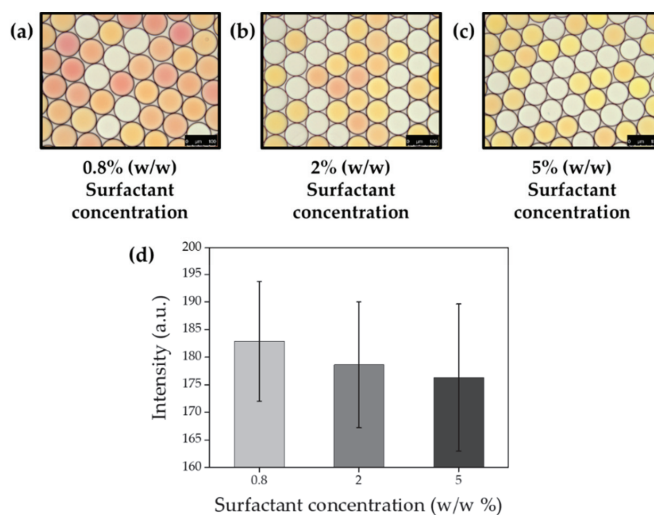 (a)
(b)
(c)
0.8% (w/w)
Surfactant
concentration
2% (w/w)
Surfactant
concentration
5% (w/w)
Surfactant
concentration
(d)
Intensity (a.u.)
200
195
190
185
180
175
170
165
160
0.8
2
5
Surfactant concentration (w/w %)